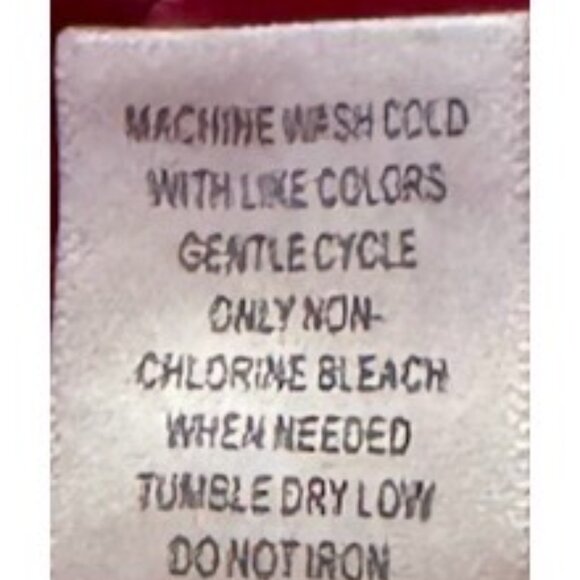 MACHINE WASH COLD
WITH LIKE COLORS
GENTLE CYCLE
ONLY NON-
CHLORINE BLEACH
WHEN NEEDED
TUMBLE DRY LOW
DO NOT IRON